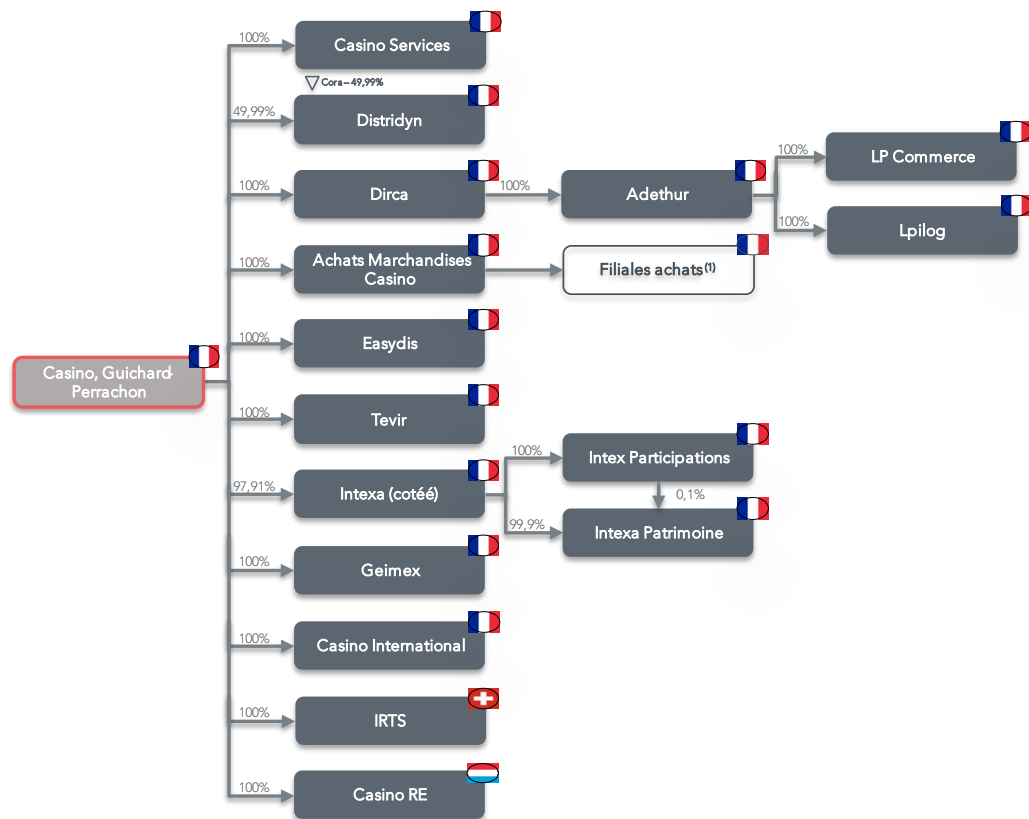 100%
Casino Services
Cora – 49,99%
49,99%
Distridyn
100%
Dirca
100%
Adethur
100%
LP Commerce
100%
Lpilog
100%
Achats Marchandises
Casino
Filiales achats(1)
100%
Easydis
Casino, Guichard-
Perrachon
100%
Tevir
97,91%
Intexa (cotéé)
100%
Intex Participations
0,1%
99,9%
Intexa Patrimoine
100%
Geimex
100%
Casino International
100%
IRTS
100%
Casino RE